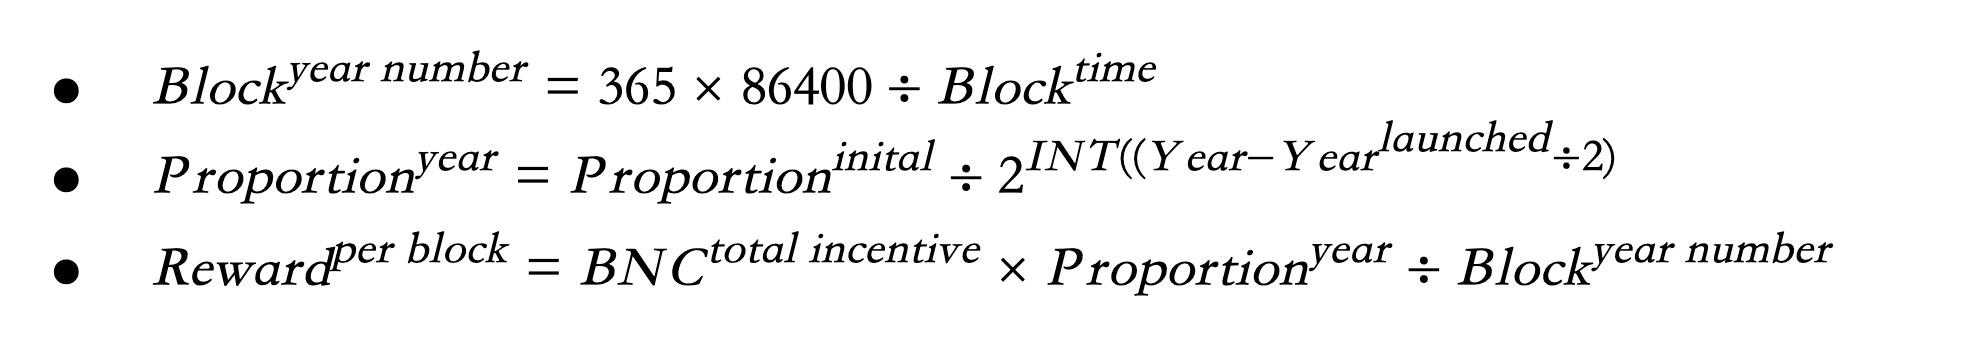 • Block^{year number} = 365 × 86400 ÷ Block^{time}
• Proportion^{year} = Proportion^{inital} ÷ 2^{INT((Year−Year^{launched}÷2)}
• Reward^{per block} = BNC^{total incentive} × Proportion^{year} ÷ Block^{year number}